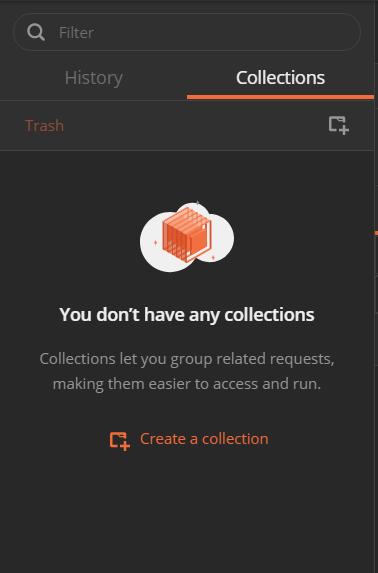 Filter
History
Collections
Trash
You don’t have any collections
Collections let you group related requests,
making them easier to access and run.
Create a collection